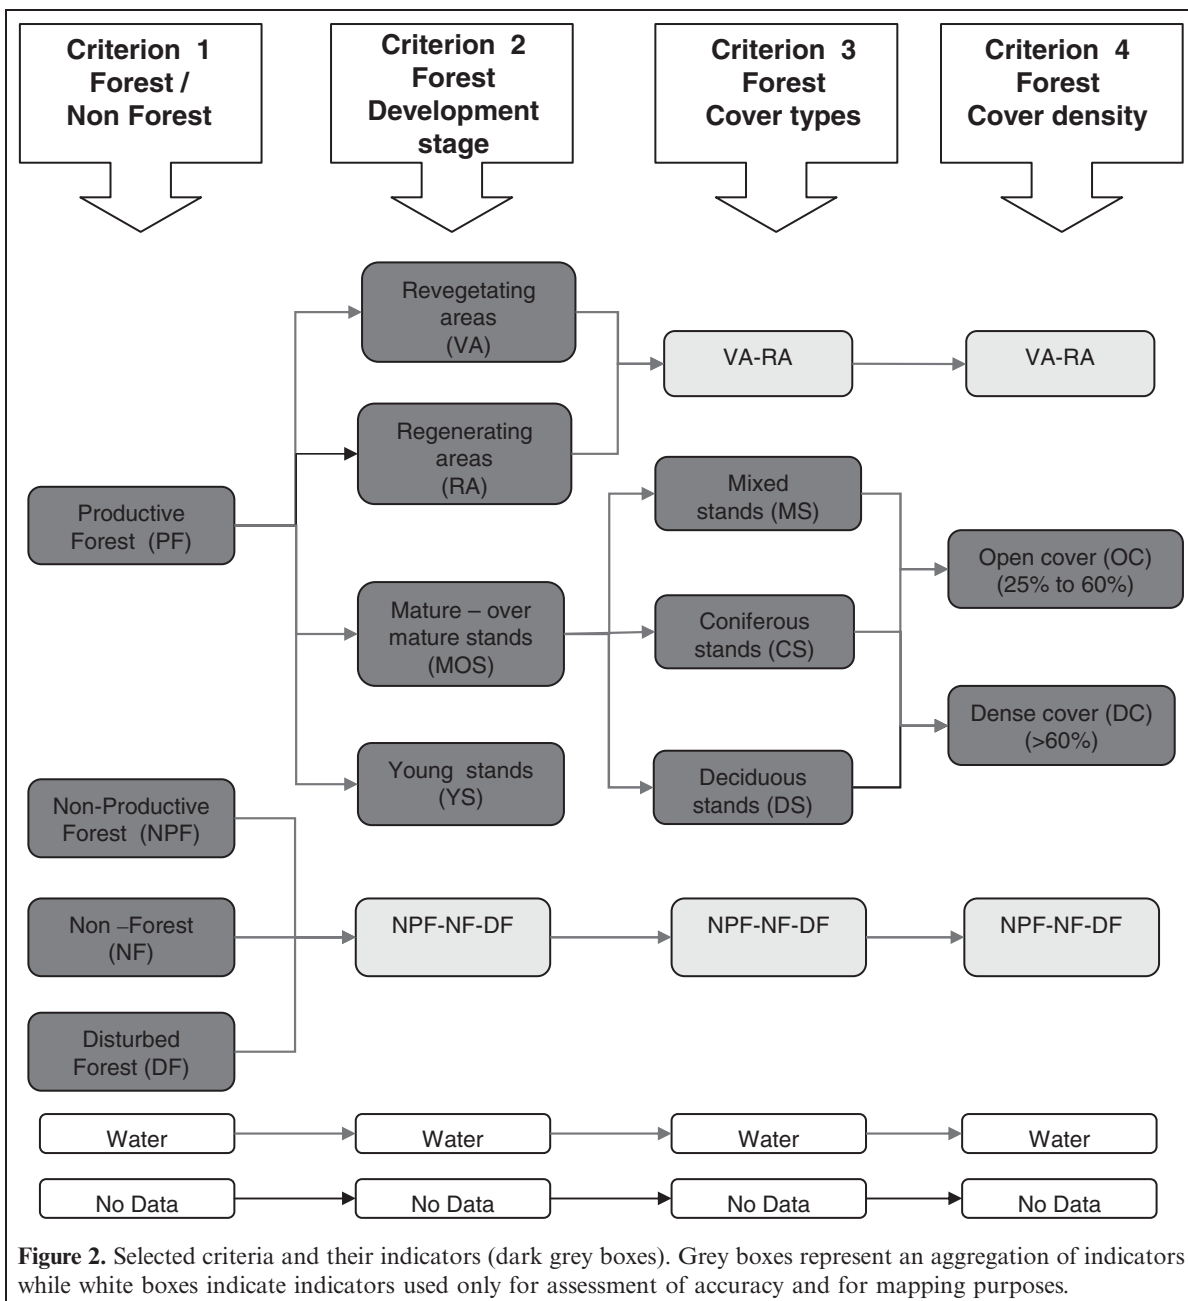 Criterion 1
Forest /
Non Forest
Criterion 2
Forest
Development
stage
Criterion 3
Forest
Cover types
Criterion 4
Forest
Cover density
Revegetating
areas
(VA)
VA-RA
VA-RA
Regenerating
areas
(RA)
Mixed
stands (MS)
Productive
Forest (PF)
Open cover (OC)
(25% to 60%)
Mature – over
mature stands
(MOS)
Coniferous
stands (CS)
Dense cover (DC)
(>60%)
Young stands
(YS)
Deciduous
stands (DS)
Non-Productive
Forest (NPF)
Non –Forest
(NF)
NPF-NF-DF
NPF-NF-DF
NPF-NF-DF
Disturbed
Forest (DF)
Water
Water
Water
Water
No Data
No Data
No Data
No Data
Figure 2. Selected criteria and their indicators (dark grey boxes). Grey boxes represent an aggregation of indicators
while white boxes indicate indicators used only for assessment of accuracy and for mapping purposes.